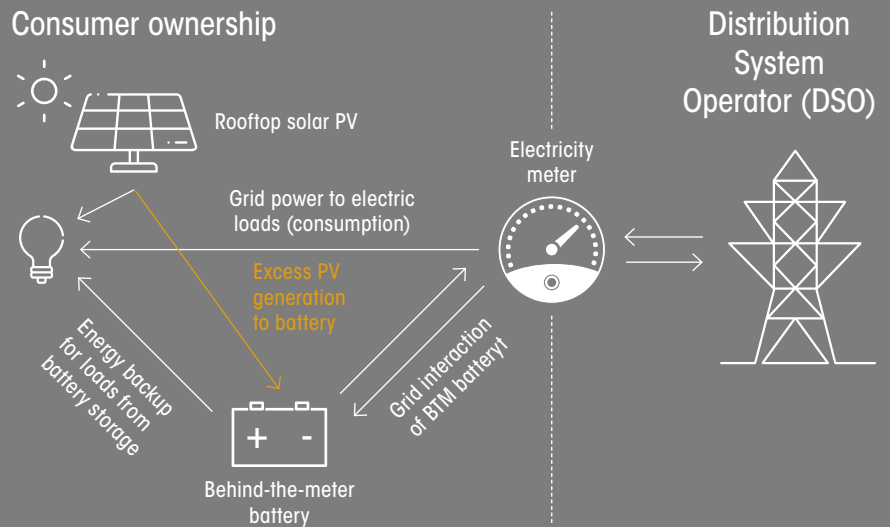 Consumer ownership
Distribution
System
Operator (DSO)
Rooftop solar PV
Electricity
meter
Grid power to electric
loads (consumption)
Excess PV
generation
to battery
Energy backup
for loads from
battery storage
Grid interaction
of BTM batteryt
+ -
Behind-the-meter
battery